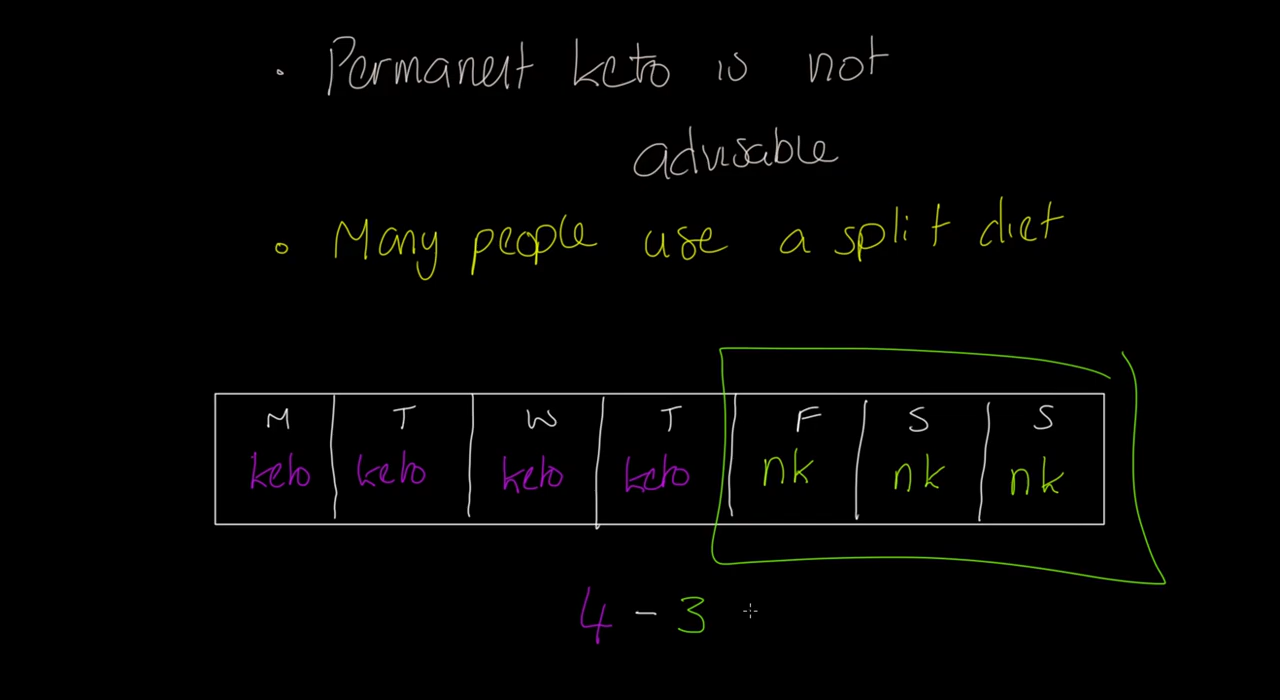 • Permanent keto is not
advisable
• Many people use a split diet
M T W T F S S
keto keto keto keto nk nk nk
4 - 3